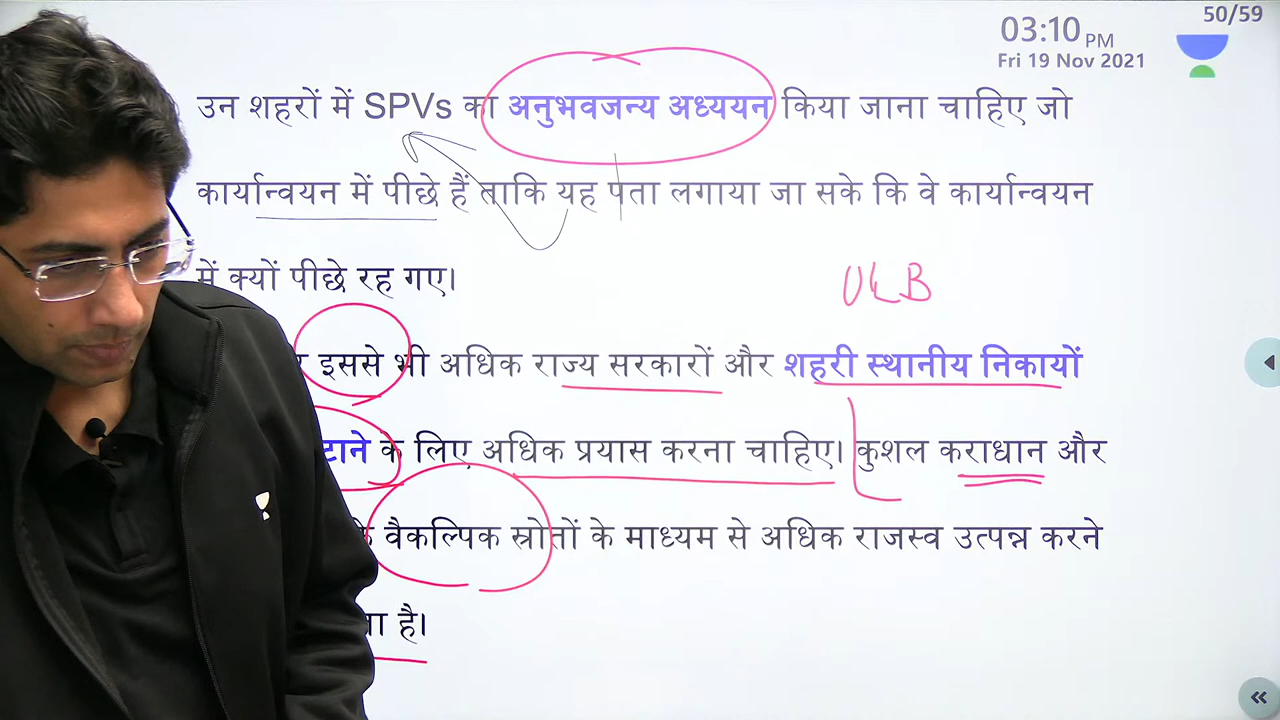 50/59
03:10 PM
Fri 19 Nov 2021
उन शहरों में SPVs का अनुभवजन्य अध्ययन किया जाना चाहिए जो
कार्यान्वयन में पीछे हैं ताकि यह पता लगाया जा सके कि वे कार्यान्वयन
में क्यों पीछे रह गए।
ULB
इससे भी अधिक राज्य सरकारों और शहरी स्थानीय निकायों
के लिए अधिक प्रयास करना चाहिए। कुशल कराधान और
वैकल्पिक स्रोतों के माध्यम से अधिक राजस्व उत्पन्न करने
है।